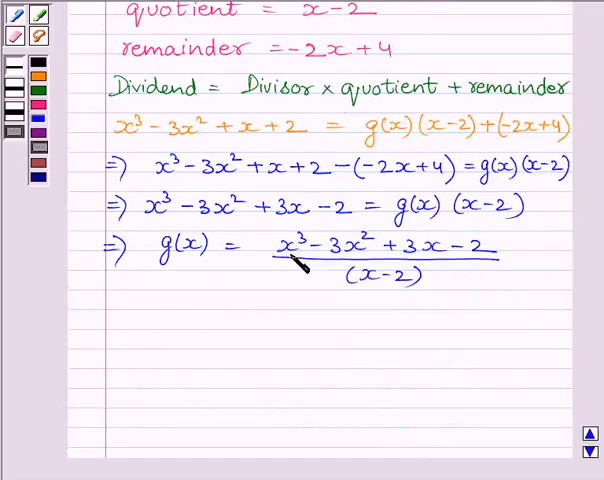 quotient = x-2
remainder = -2x+4
Dividend = Divisor × quotient + remainder
x³ - 3x² + x + 2 = g(x)(x-2)+(-2x+4)
⇒) x³ - 3x² + x + 2 - (-2x+4) = g(x)(x-2)
⇒) x³ - 3x² + 3x - 2 = g(x) (x-2)
⇒) g(x) = x³ - 3x² + 3x - 2
(x-2)